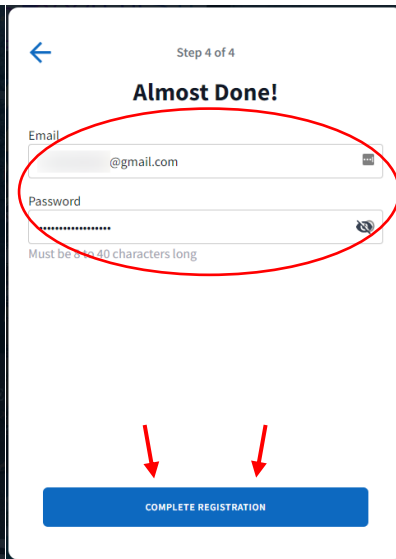 Step 4 of 4
Almost Done!
Email
@gmail.com
Password
Must be 8 to 40 characters long
COMPLETE REGISTRATION